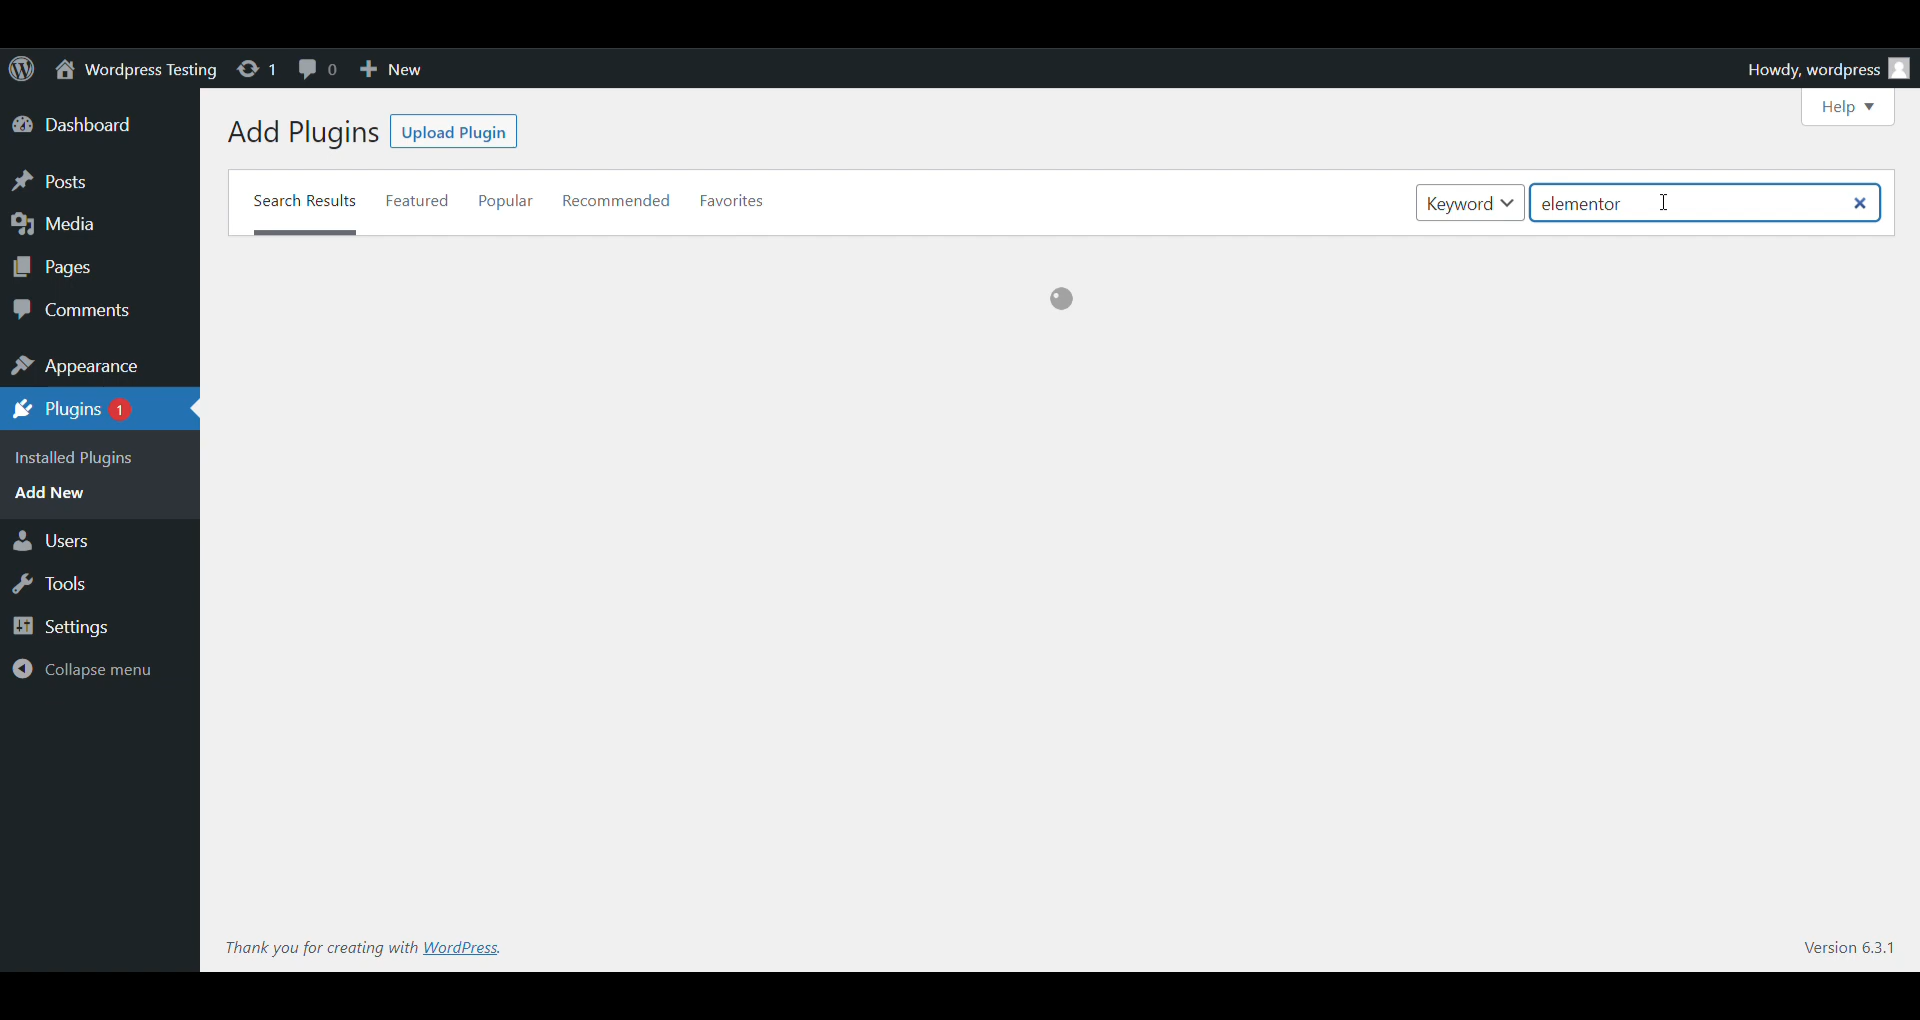 Wordpress Testing 1 0 New Howdy, wordpress
Help
Add Plugins Upload Plugin
Search Results Featured Popular Recommended Favorites Keyword elementor
Dashboard
Posts
Media
Pages
Comments
Appearance
Plugins 1
Installed Plugins
Add New
Users
Tools
Settings
Collapse menu
Thank you for creating with WordPress. Version 6.3.1